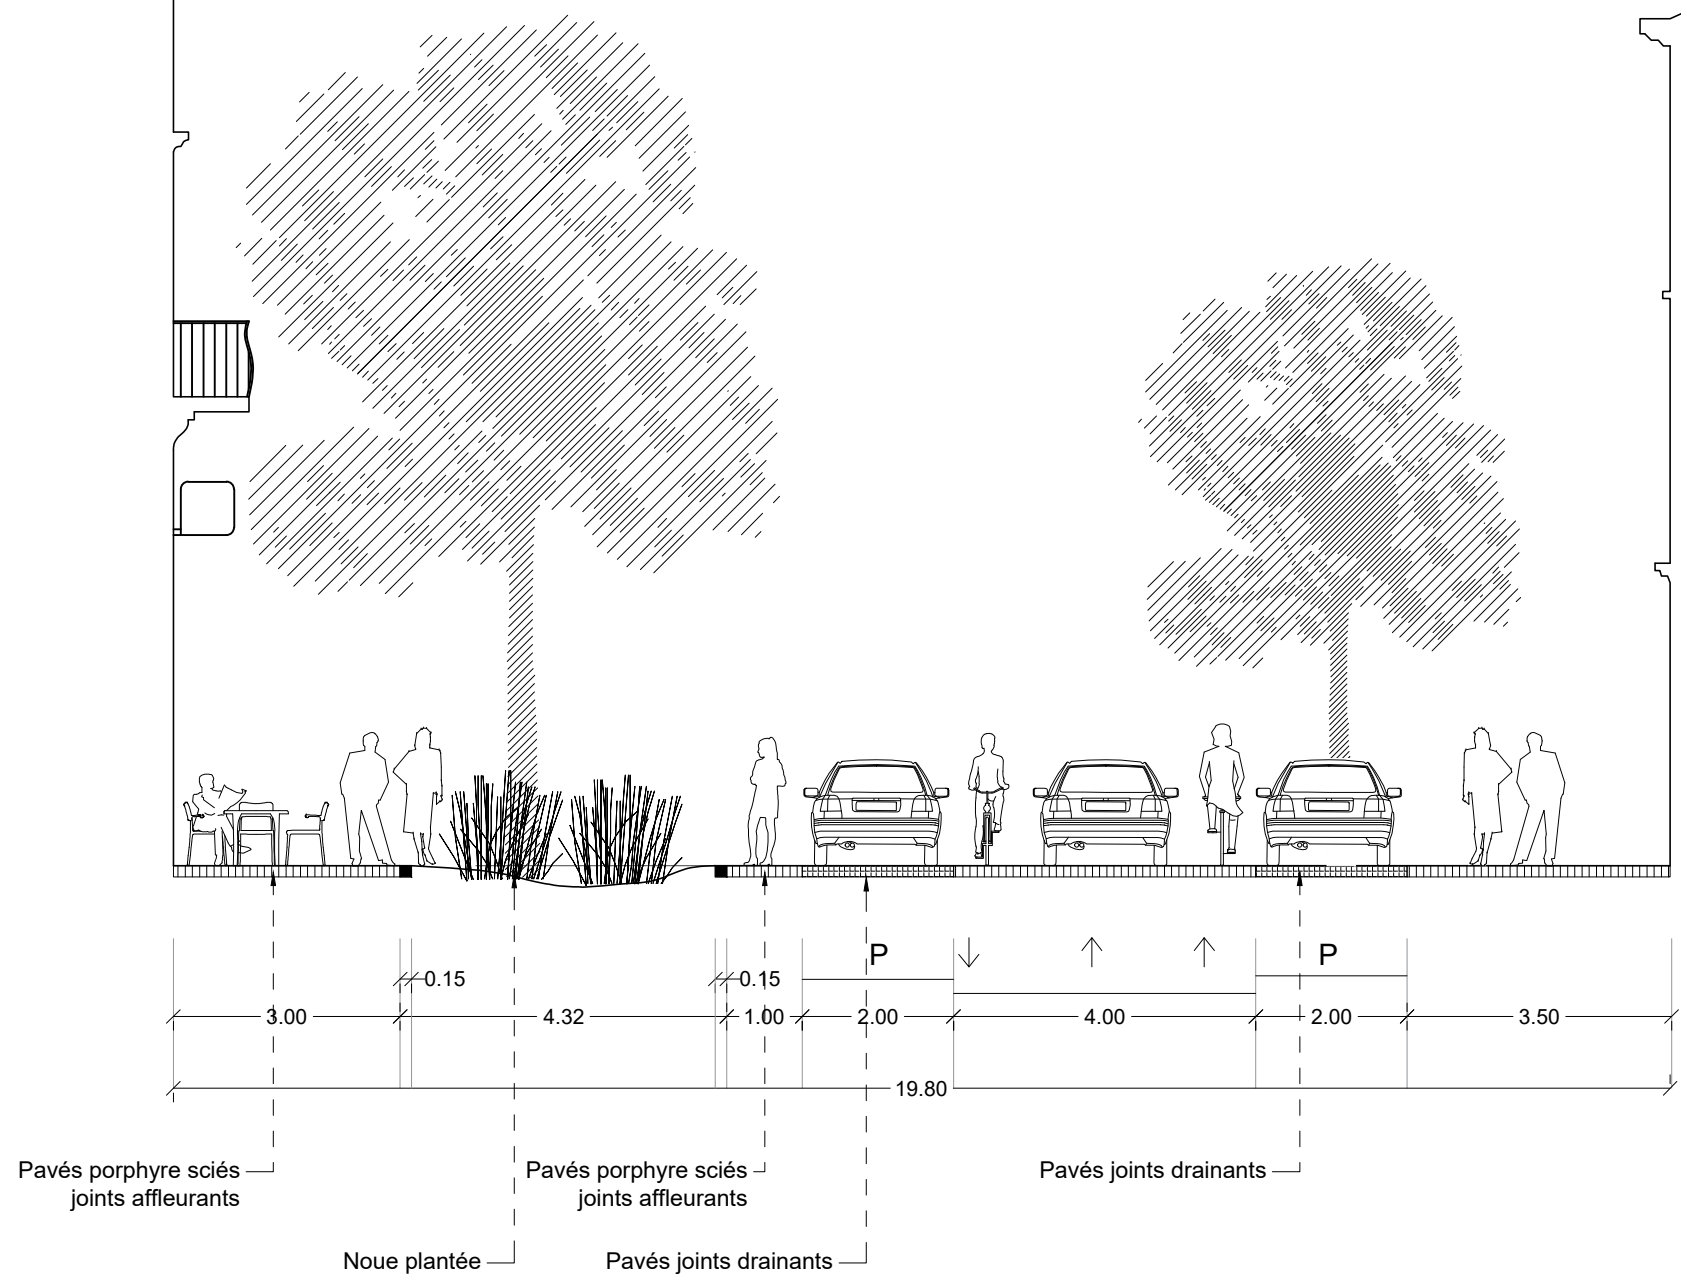 P
P
0.15
0.15
3.00
4.32
1.00
2.00
4.00
2.00
3.50
19.80
Pavés porphyre sciés
joints affleurants
Pavés porphyre sciés
joints affleurants
Pavés joints drainants
Noue plantée
Pavés joints drainants